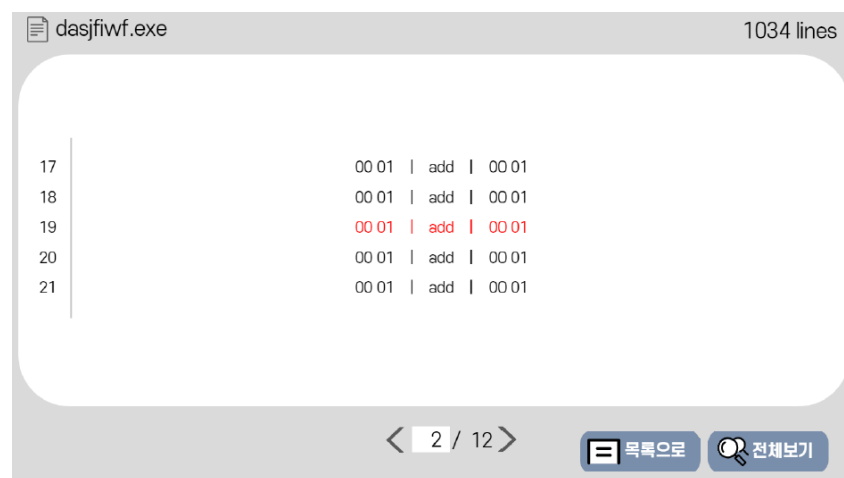 dasjfiwf.exe 1034 lines
17 00 01 | add | 00 01
18 00 01 | add | 00 01
19 00 01 | add | 00 01
20 00 01 | add | 00 01
21 00 01 | add | 00 01
2 / 12
목록으로 전체보기